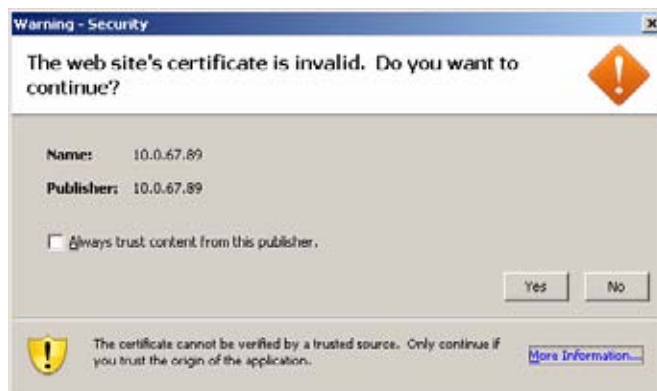 Warning - Security
The web site's certificate is invalid. Do you want to
continue?
Name: 10.0.67.89
Publisher: 10.0.67.89
Always trust content from this publisher.
Yes No
The certificate cannot be verified by a trusted source. Only continue if
you trust the origin of the application.
More Information...